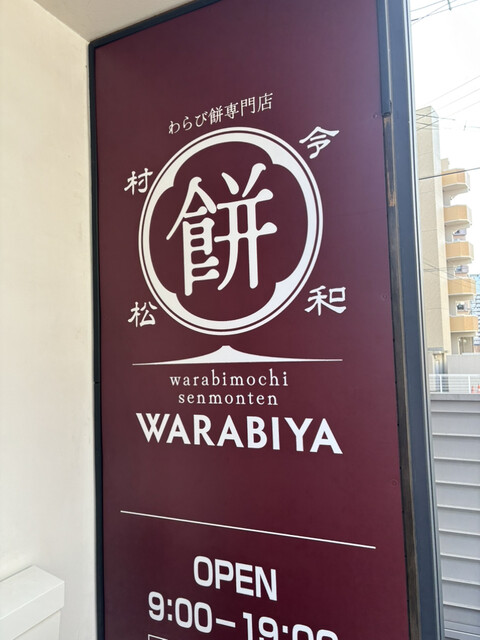 わらび餅専門店
令和
松村
餅
warabimochi
senmonten
WARABIYA
OPEN
9:00−19:00